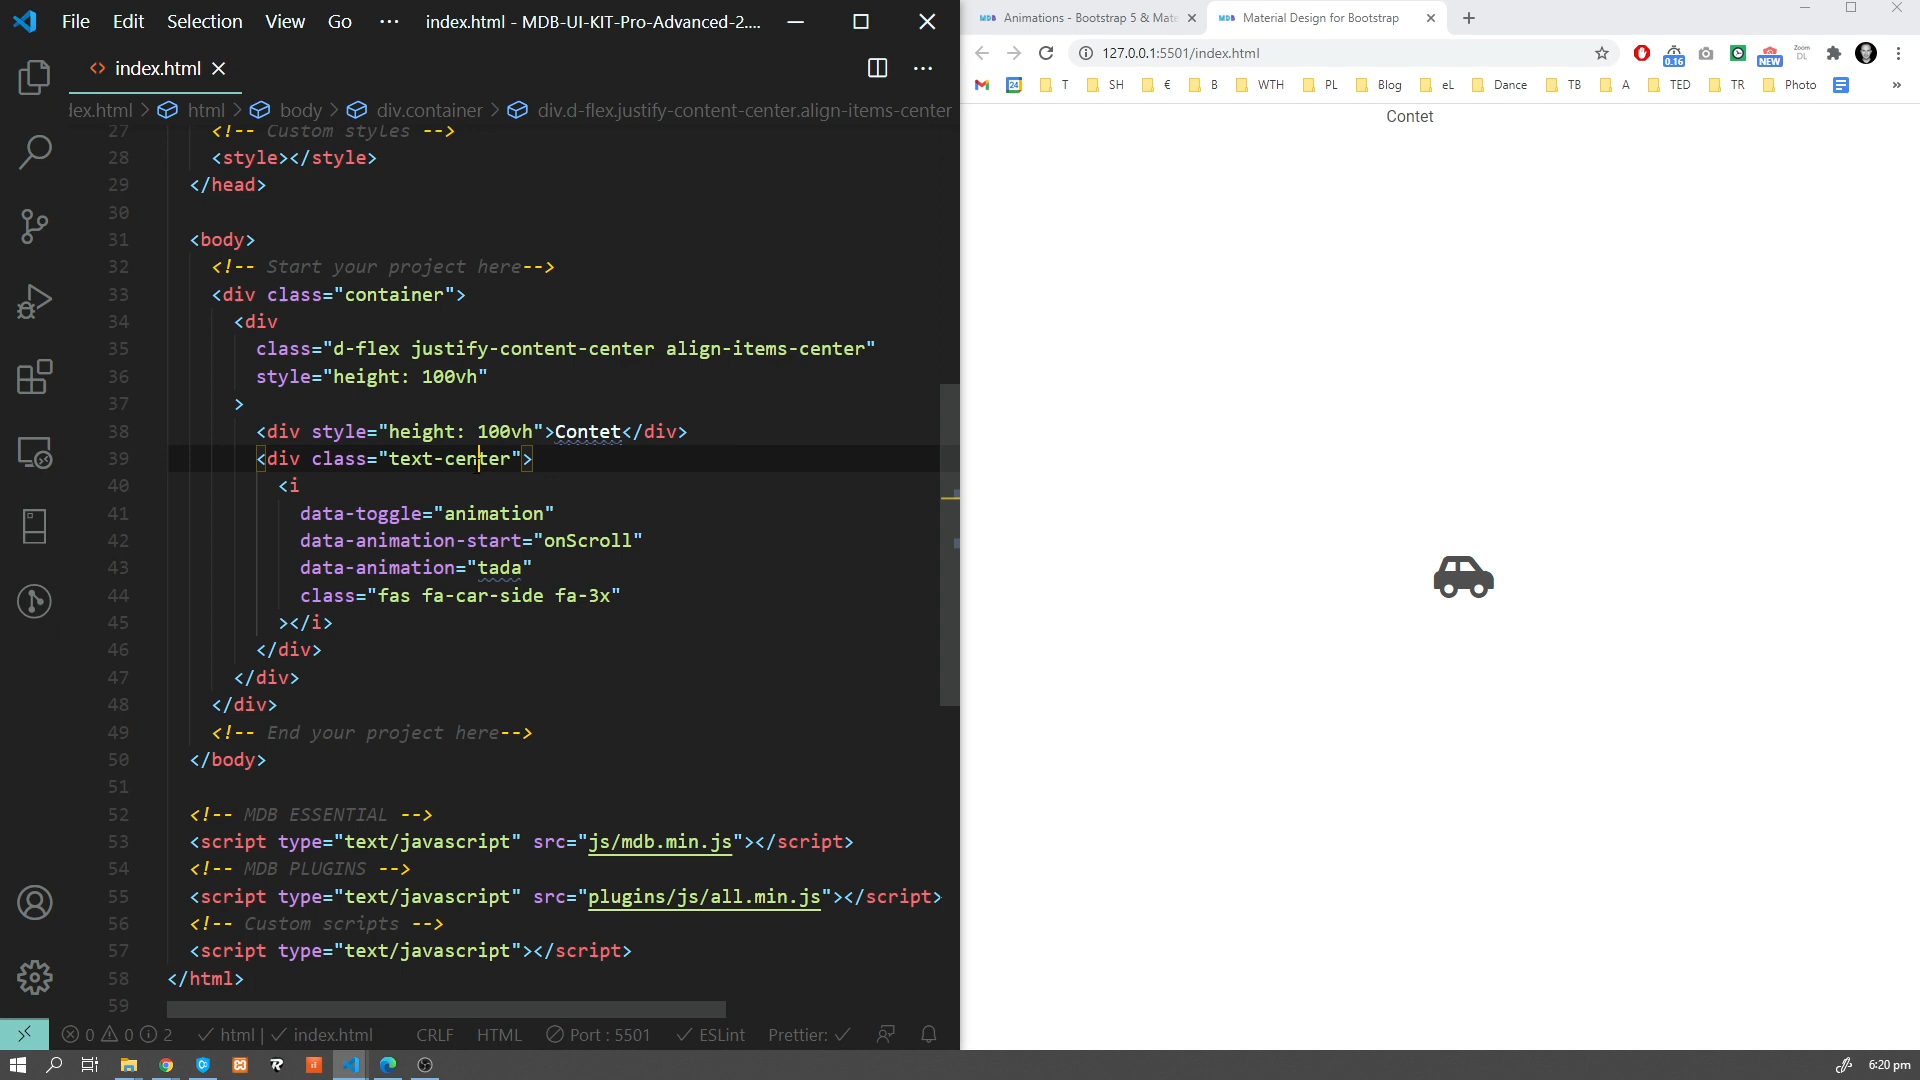 File Edit Selection View Go ··· index.html - MDB-UI-KIT-Pro-Advanced-2....
index.html
dex.html > html > body > div.container > div.d-flex.justify-content-center.align-items-center
27 <!-- Custom styles -->
28 <style></style>
29 </head>
30
31 <body>
32 <!-- Start your project here-->
33 <div class="container">
34 <div
35 class="d-flex justify-content-center align-items-center"
36 style="height: 100vh"
37 >
38 <div style="height: 100vh">Contet</div>
39 <div class="text-center">
40 <i
41 data-toggle="animation"
42 data-animation-start="onScroll"
43 data-animation="tada"
44 class="fas fa-car-side fa-3x"
45 ></i>
46 </div>
47 </div>
48 </div>
49 <!-- End your project here-->
50 </body>
51
52 <!-- MDB ESSENTIAL -->
53 <script type="text/javascript" src="js/mdb.min.js"></script>
54 <!-- MDB PLUGINS -->
55 <script type="text/javascript" src="plugins/js/all.min.js"></script>
56 <!-- Custom scripts -->
57 <script type="text/javascript"></script>
58 </html>
59
0 0 2 html | index.html CRLF HTML Port : 5501 ESLint Prettier:
Animations - Bootstrap 5 & Mate Material Design for Bootstrap
127.0.0.1:5501/index.html
0.16 NEW Zoom DL
24 T SH € B WTH PL Blog eL Dance TB A TED TR Photo »
Contet
6:20 pm